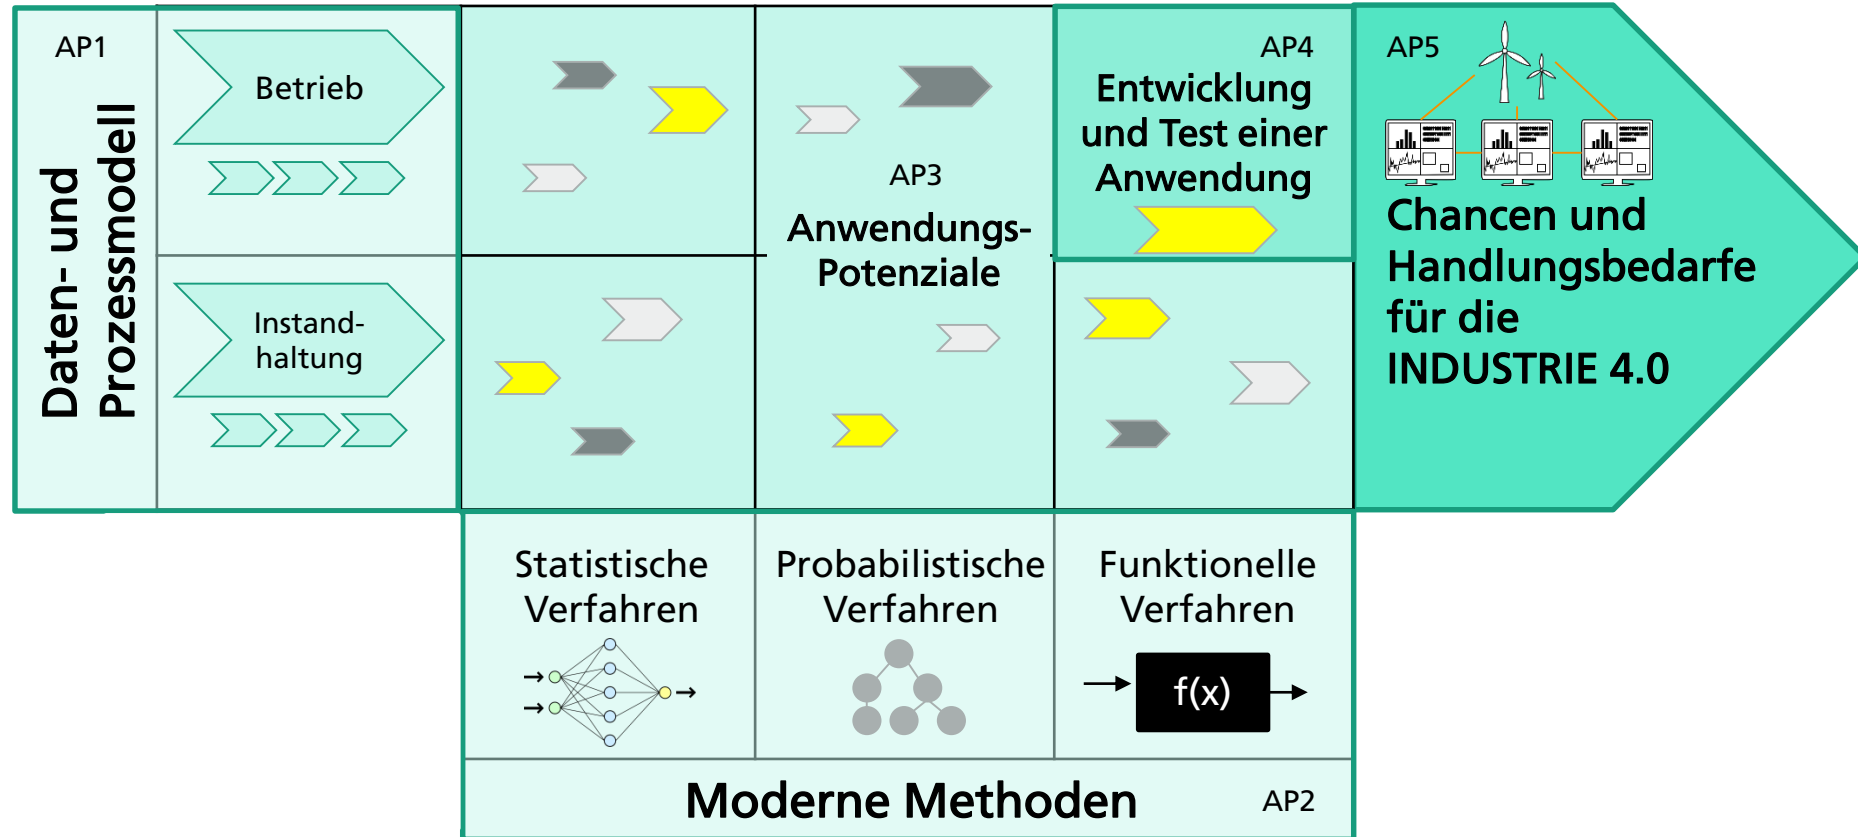 AP1
Daten- und
Prozessmodell
Betrieb
Instand-
haltung
AP3
Anwendungs-
Potenziale
AP4
Entwicklung
und Test einer
Anwendung
AP5
Chancen und
Handlungsbedarfe
für die
INDUSTRIE 4.0
Statistische
Verfahren
Probabilistische
Verfahren
Funktionelle
Verfahren
f(x)
Moderne Methoden
AP2